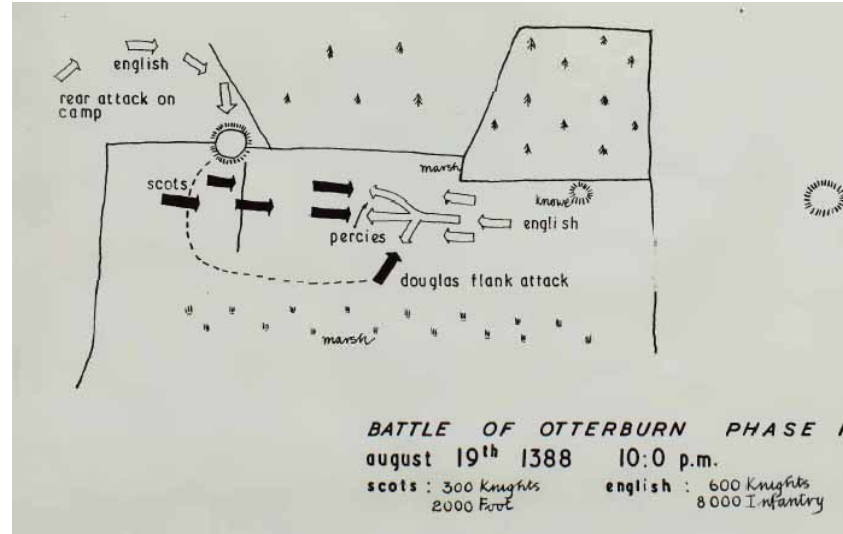 english
rear attack on
camp
marsh
scots
knowe
english
percies
douglas flank attack
marsh
BATTLE OF OTTERBURN PHASE
august 19th 1388 10:0 p.m.
scots : 300 Knights english : 600 Knights
2000 Foot 8000 Infantry